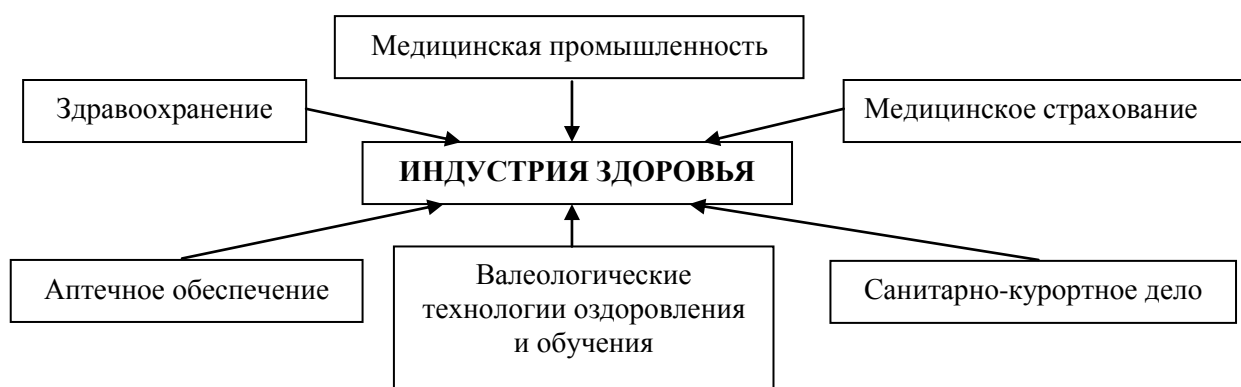 Медицинская промышленность
Здравоохранение
Медицинское страхование
ИНДУСТРИЯ ЗДОРОВЬЯ
Аптечное обеспечение
Валеологические
технологии оздоровления
и обучения
Санитарно-курортное дело